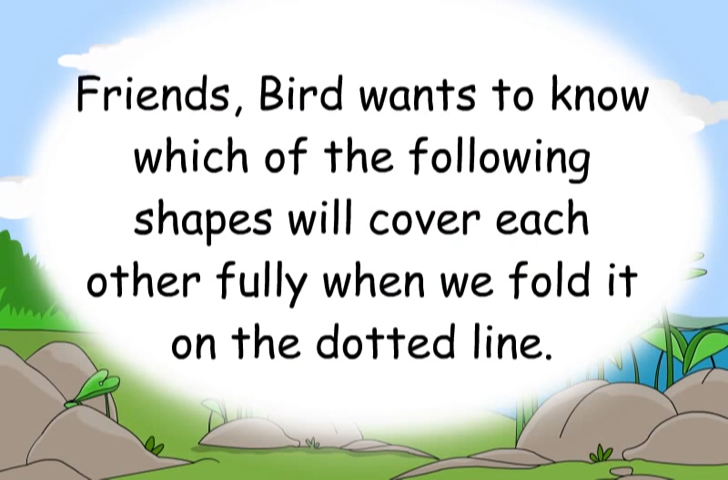 Friends, Bird wants to know
which of the following
shapes will cover each
other fully when we fold it
on the dotted line.